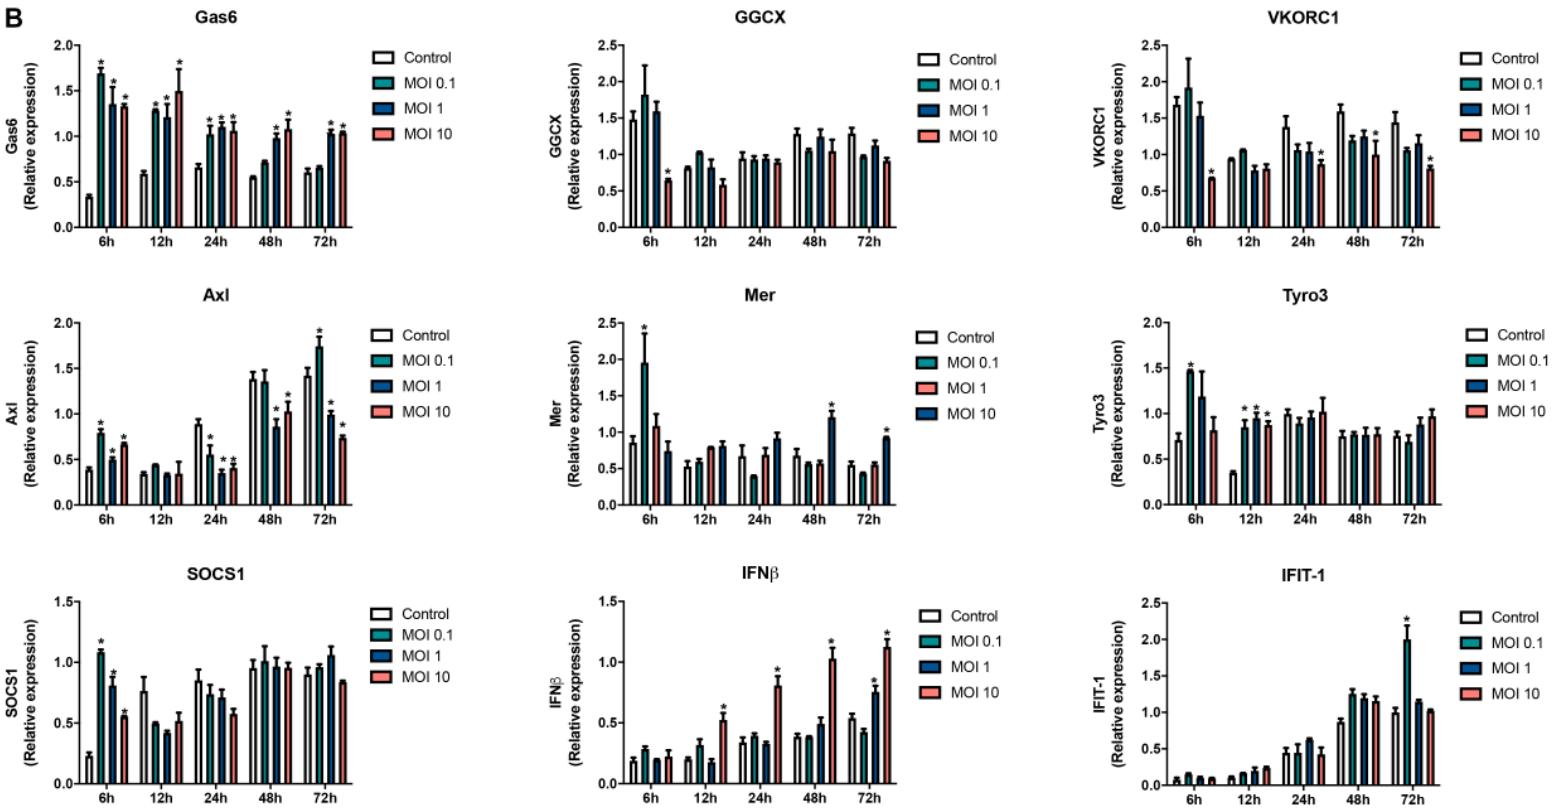 B
Gas6
Gas6
(Relative expression)
2.0
1.5
1.0
0.5
0.0
* * * * * * * * * * * * *
6h 12h 24h 48h 72h
Control
MOI 0.1
MOI 1
MOI 10
GGCX
GGCX
(Relative expression)
2.5
2.0
1.5
1.0
0.5
0.0
*
6h 12h 24h 48h 72h
Control
MOI 0.1
MOI 1
MOI 10
VKORC1
VKORC1
(Relative expression)
2.5
2.0
1.5
1.0
0.5
0.0
* * * *
6h 12h 24h 48h 72h
Control
MOI 0.1
MOI 1
MOI 10
Axl
Axl
(Relative expression)
2.0
1.5
1.0
0.5
0.0
* * * * * * * * * * *
6h 12h 24h 48h 72h
Control
MOI 0.1
MOI 1
MOI 10
Mer
Mer
(Relative expression)
2.5
2.0
1.5
1.0
0.5
0.0
* * *
6h 12h 24h 48h 72h
Control
MOI 0.1
MOI 1
MOI 10
Tyro3
Tyro3
(Relative expression)
2.0
1.5
1.0
0.5
0.0
* * * *
6h 12h 24h 48h 72h
Control
MOI 0.1
MOI 1
MOI 10
SOCS1
SOCS1
(Relative expression)
1.5
1.0
0.5
0.0
* * *
6h 12h 24h 48h 72h
Control
MOI 0.1
MOI 1
MOI 10
IFNβ
IFNβ
(Relative expression)
1.5
1.0
0.5
0.0
* * * * *
6h 12h 24h 48h 72h
Control
MOI 0.1
MOI 1
MOI 10
IFIT-1
IFIT-1
(Relative expression)
2.5
2.0
1.5
1.0
0.5
0.0
*
6h 12h 24h 48h 72h
Control
MOI 0.1
MOI 1
MOI 10